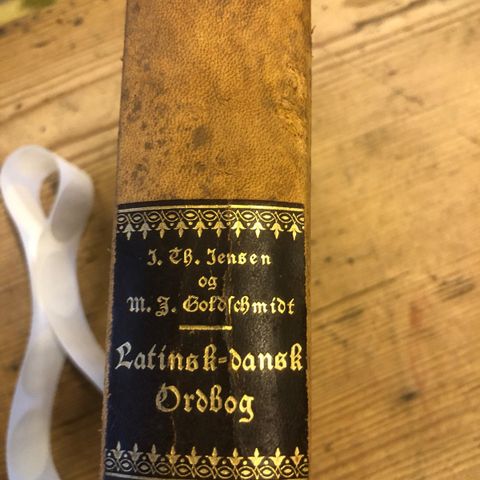 J. Th. Jensen
og
M. J. Goldschmidt
Latinsk-dansk
Ordbog